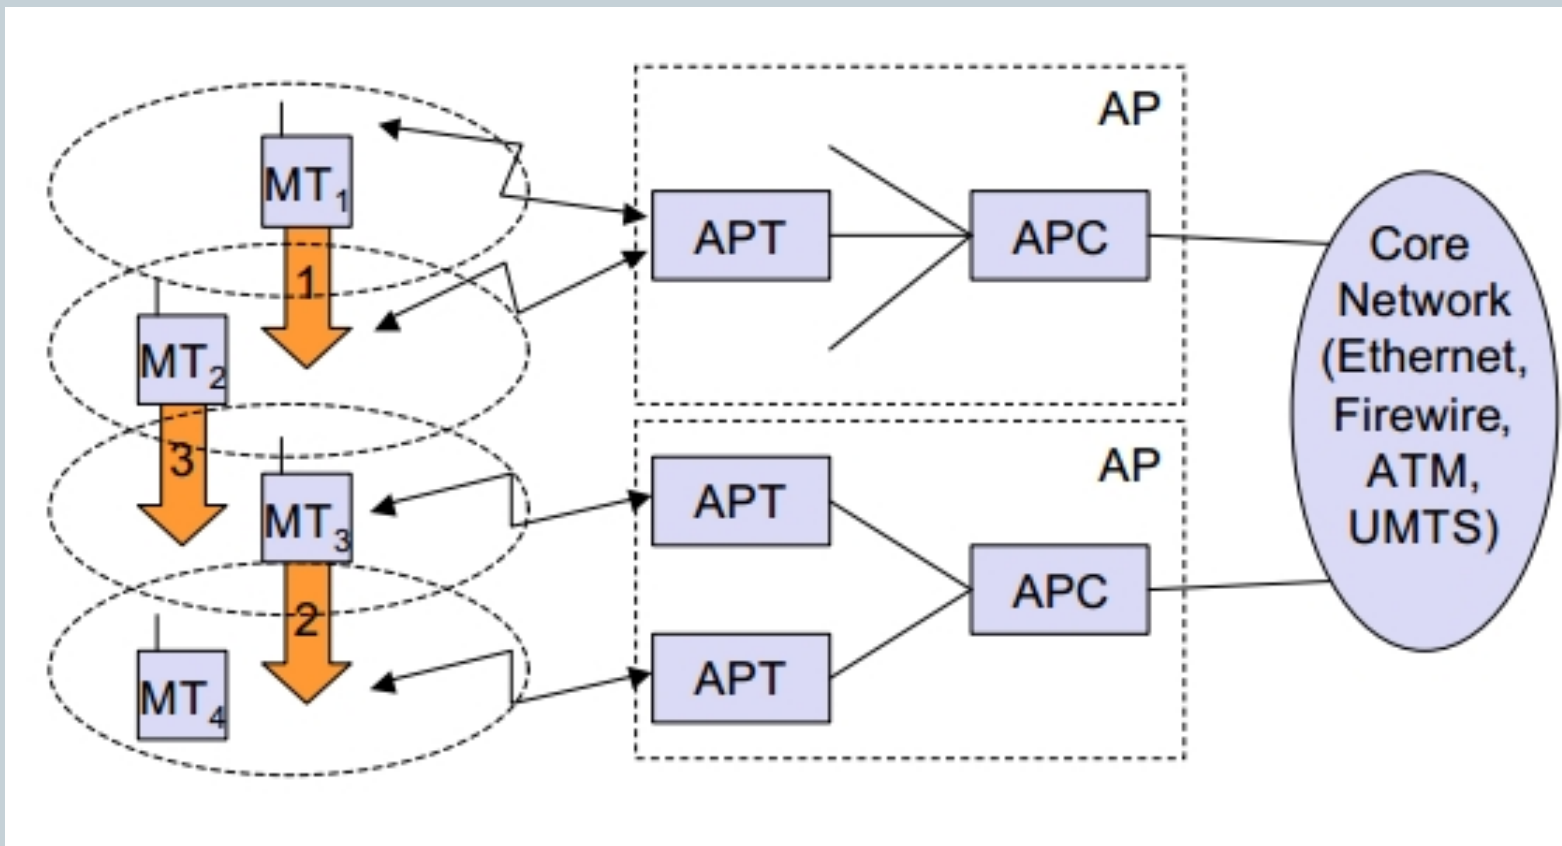 AP
MT1
APT
APC
1
MT2
3
MT3
2
MT4
AP
APT
APC
APT
Core
Network
(Ethernet,
Firewire,
ATM,
UMTS)